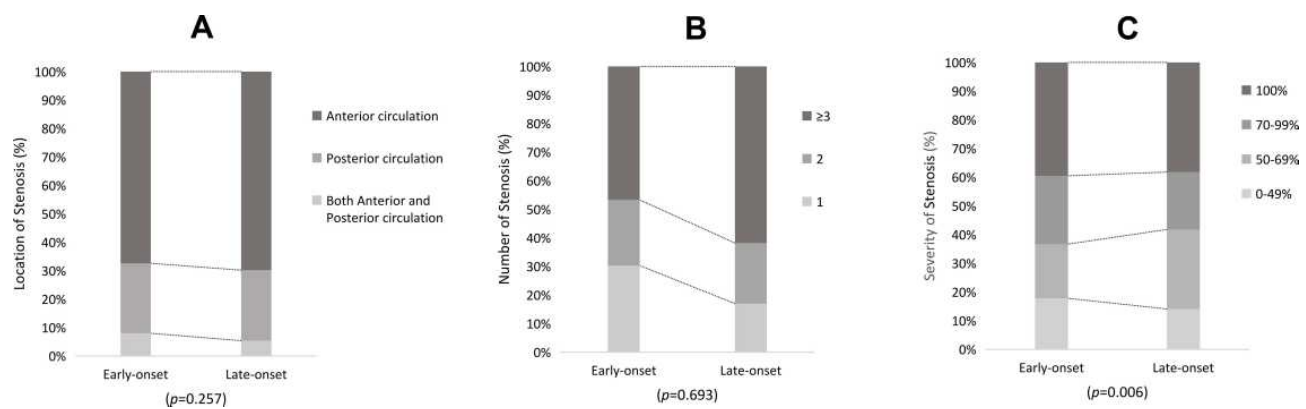 A
Location of Stenosis (%)
100%
90%
80%
70%
60%
50%
40%
30%
20%
10%
0%
Early-onset
Late-onset
(p=0.257)
Anterior circulation
Posterior circulation
Both Anterior and
Posterior circulation
B
Number of Stenosis (%)
100%
90%
80%
70%
60%
50%
40%
30%
20%
10%
0%
Early-onset
Late-onset
(p=0.693)
≥3
2
1
C
Severity of Stenosis (%)
100%
90%
80%
70%
60%
50%
40%
30%
20%
10%
0%
Early-onset
Late-onset
(p=0.006)
100%
70-99%
50-69%
0-49%